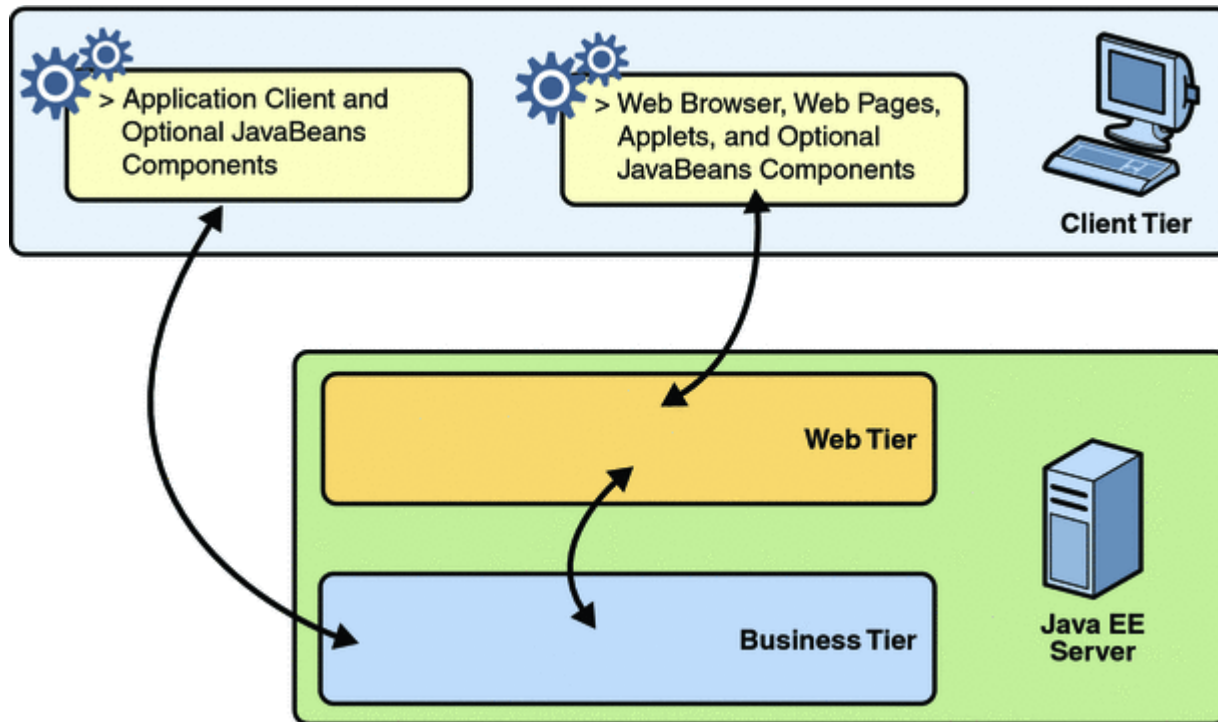 > Application Client and
Optional JavaBeans
Components
> Web Browser, Web Pages,
Applets, and Optional
JavaBeans Components
Client Tier
Web Tier
Business Tier
Java EE
Server